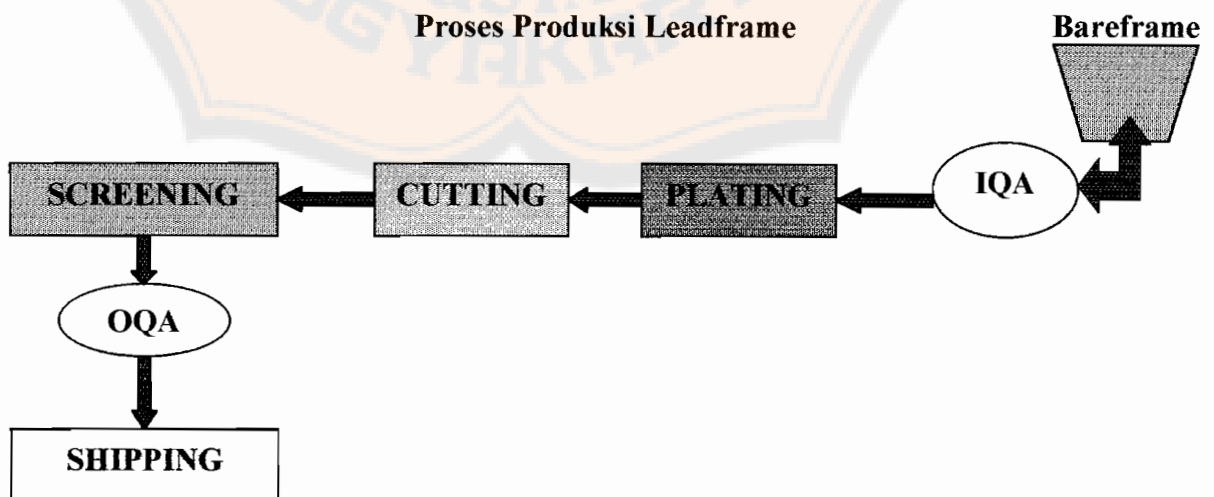 Proses Produksi Leadframe
Bareframe
SCREENING
CUTTING
PLATING
IQA
OQA
SHIPPING